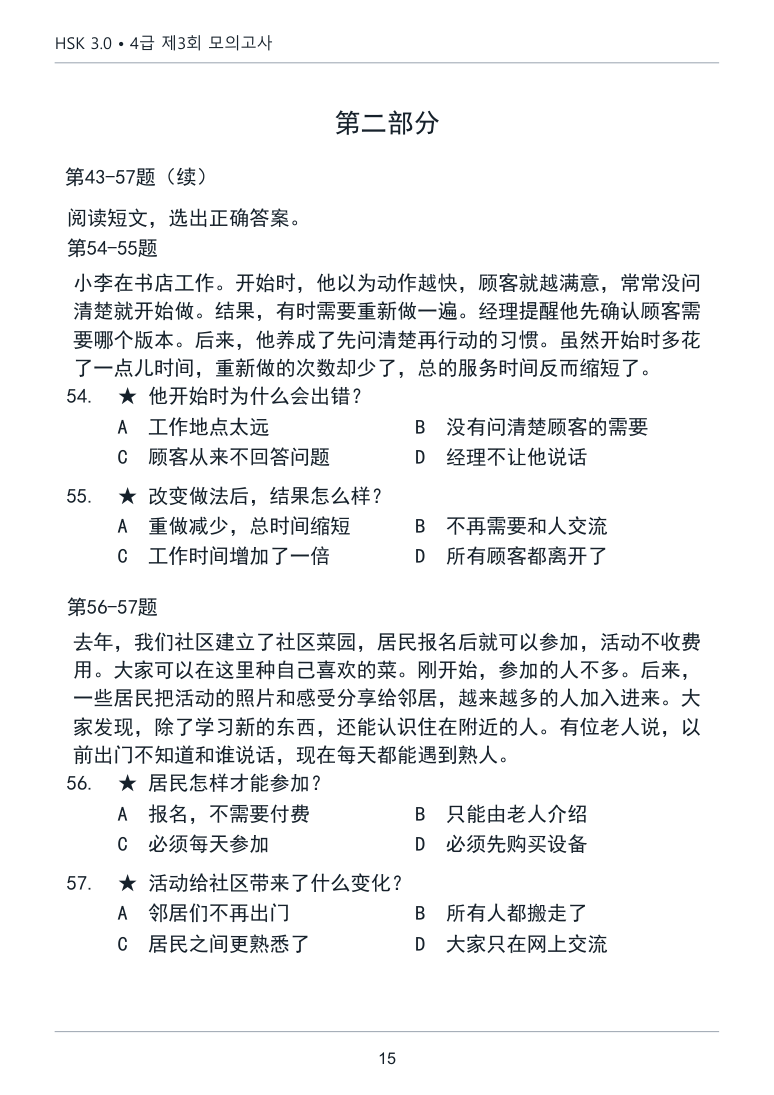 HSK 3.0 • 4급 제3회 모의고사
第二部分
第43-57题（续）
阅读短文，选出正确答案。
第54-55题
小李在书店工作。开始时，他以为动作越快，顾客就越满意，常常没问
清楚就开始做。结果，有时需要重新做一遍。经理提醒他先确认顾客需
要哪个版本。后来，他养成了先问清楚再行动的习惯。虽然开始时多花
了一点儿时间，重新做的次数却少了，总的服务时间反而缩短了。
54. ★ 他开始时为什么会出错？
A 工作地点太远 B 没有问清楚顾客的需要
C 顾客从来不回答问题 D 经理不让他说话
55. ★ 改变做法后，结果怎么样？
A 重做减少，总时间缩短 B 不再需要和人交流
C 工作时间增加了一倍 D 所有顾客都离开了
第56-57题
去年，我们社区建立了社区菜园，居民报名后就可以参加，活动不收费
用。大家可以在这里种自己喜欢的菜。刚开始，参加的人不多。后来，
一些居民把活动的照片和感受分享给邻居，越来越多的人加入进来。大
家发现，除了学习新的东西，还能认识住在附近的人。有位老人说，以
前出门不知道和谁说话，现在每天都能遇到熟人。
56. ★ 居民怎样才能参加？
A 报名，不需要付费 B 只能由老人介绍
C 必须每天参加 D 必须先购买设备
57. ★ 活动给社区带来了什么变化？
A 邻居们不再出门 B 所有人都搬走了
C 居民之间更熟悉了 D 大家只在网上交流
15